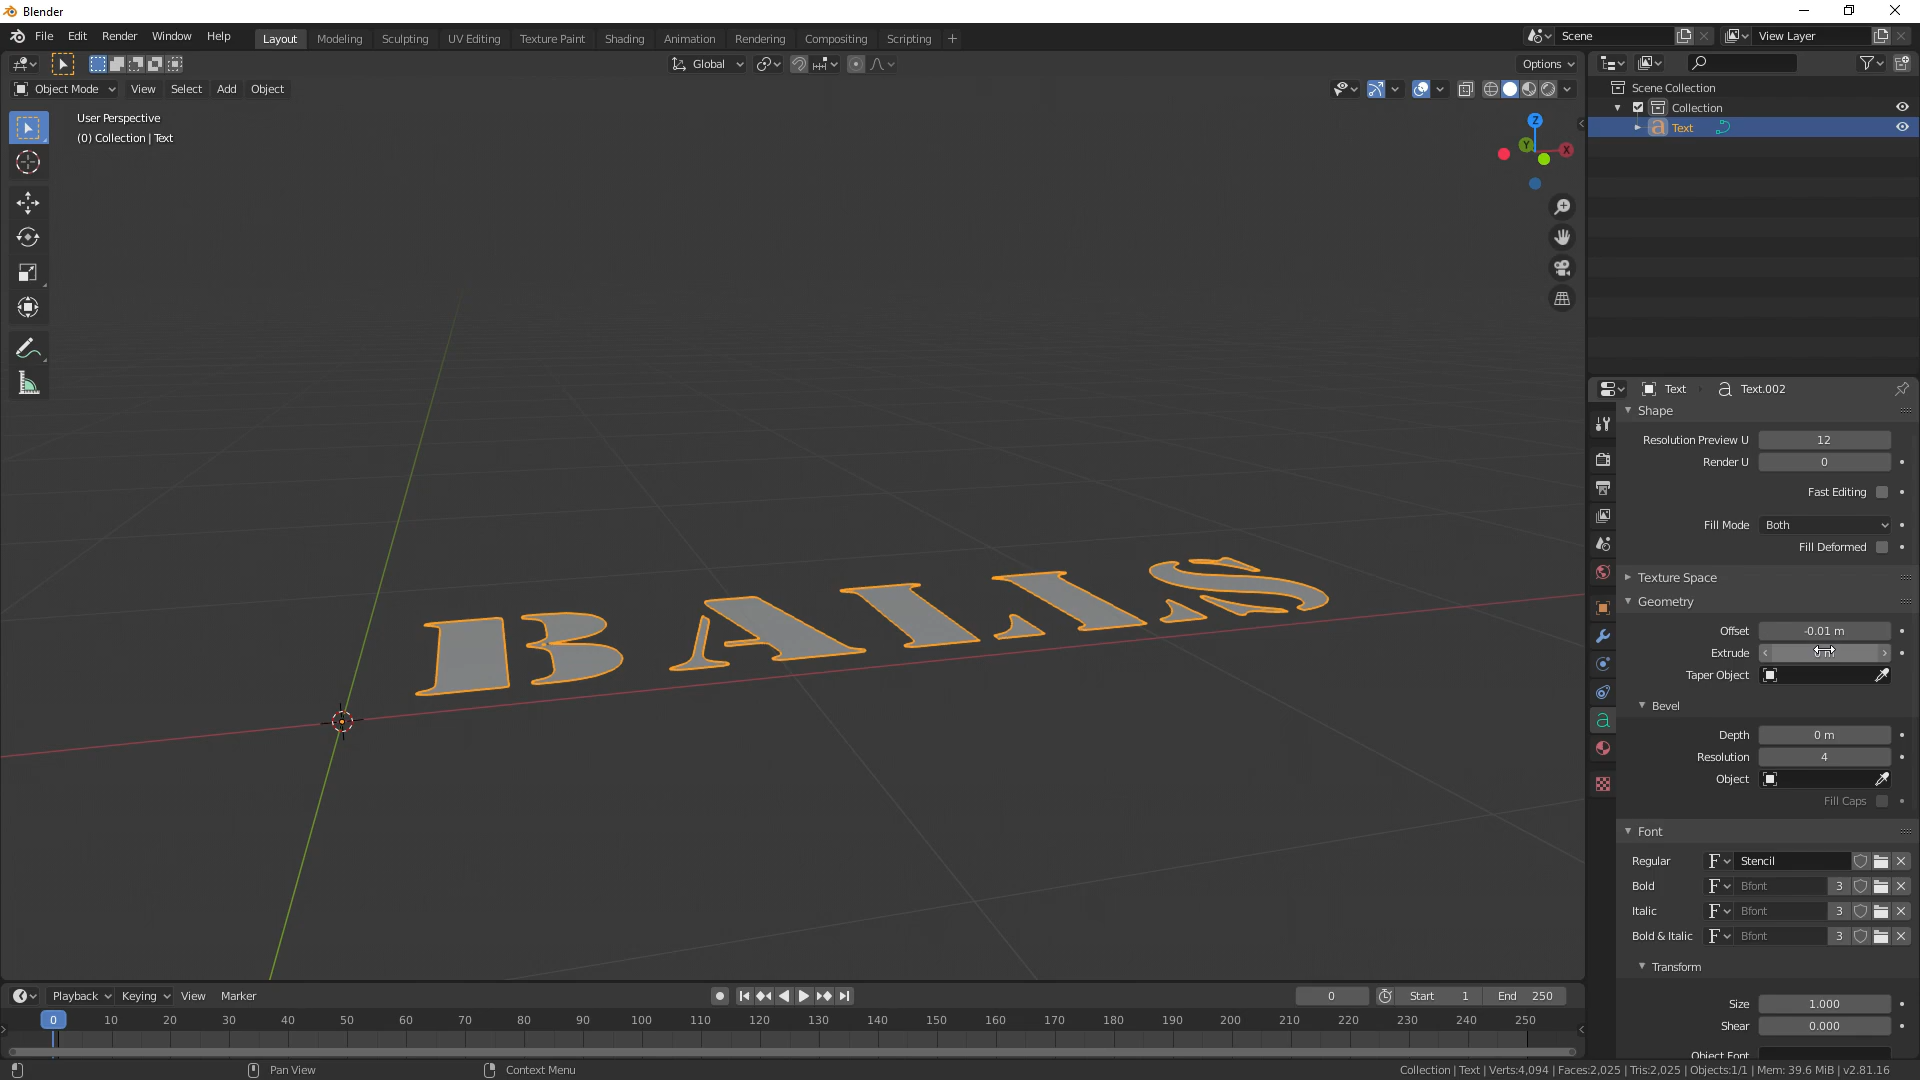 Blender
File Edit Render Window Help
Layout Modeling Sculpting UV Editing Texture Paint Shading Animation Rendering Compositing Scripting +
Scene
View Layer
Global
Options
Object Mode View Select Add Object
User Perspective
(0) Collection | Text
Z
Y
X
BALIS
Scene Collection
Collection
Text
Text
Text.002
Shape
Resolution Preview U 12
Render U 0
Fast Editing
Fill Mode Both
Fill Deformed
Texture Space
Geometry
Offset -0.01 m
Extrude
Taper Object
Bevel
Depth 0 m
Resolution 4
Object
Fill Caps
Font
Regular F Stencil
Bold F Bfont 3
Italic F Bfont 3
Bold & Italic F Bfont 3
Transform
Size 1.000
Shear 0.000
Object Font
Playback Keying View Marker
0
Start 1
End 250
0 10 20 30 40 50 60 70 80 90 100 110 120 130 140 150 160 170 180 190 200 210 220 230 240 250
Pan View
Context Menu
Collection | Text | Verts:4,094 | Faces:2,025 | Tris:2,025 | Objects:1/1 | Mem: 39.6 MiB | v2.81.16